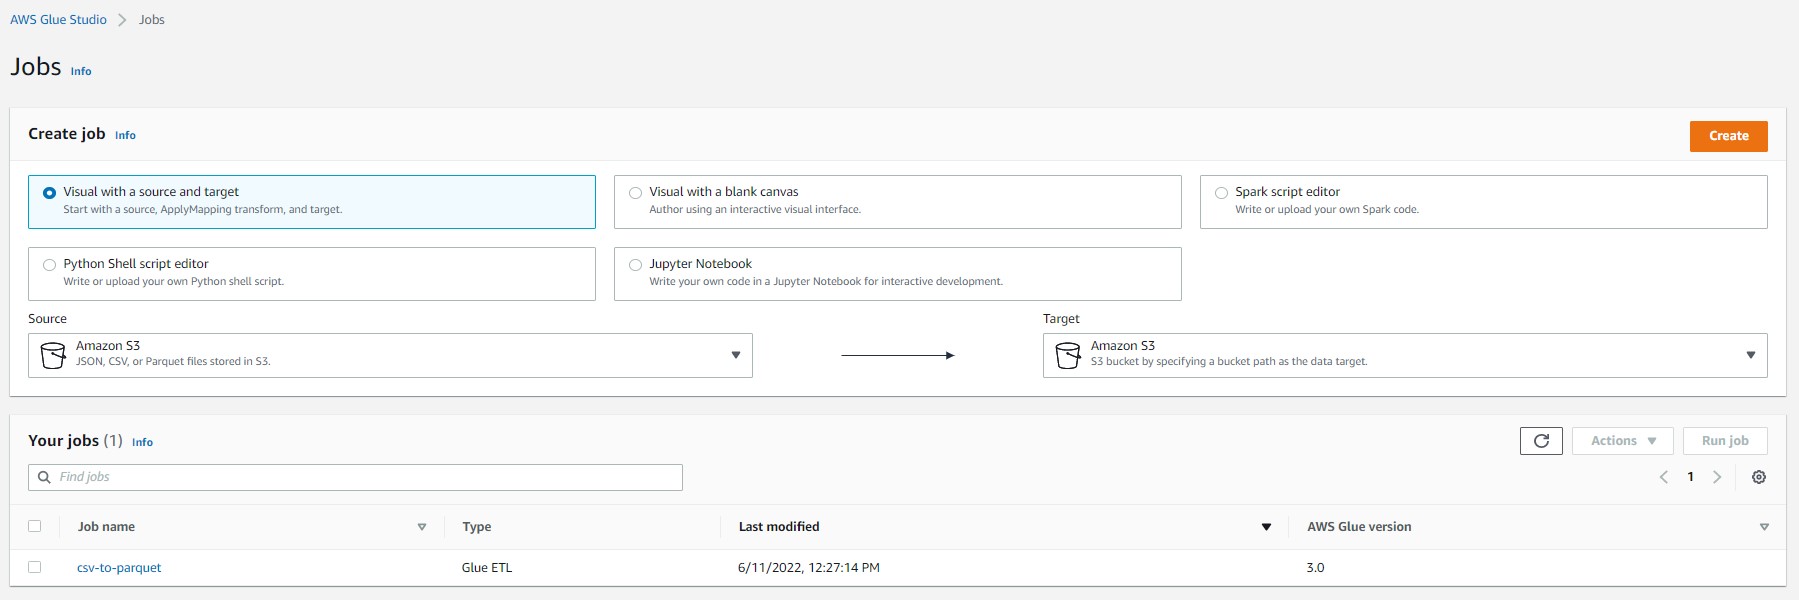 AWS Glue Studio > Jobs
Jobs Info
Create job Info
Create
Visual with a source and target
Start with a source, ApplyMapping transform, and target.
Visual with a blank canvas
Author using an interactive visual interface.
Spark script editor
Write or upload your own Spark code.
Python Shell script editor
Write or upload your own Python shell script.
Jupyter Notebook
Write your own code in a Jupyter Notebook for interactive development.
Source
Amazon S3
JSON, CSV, or Parquet files stored in S3.
Target
Amazon S3
S3 bucket by specifying a bucket path as the data target.
Your jobs (1) Info
Actions
Run job
Find jobs
1
Job name Type Last modified AWS Glue version
csv-to-parquet Glue ETL 6/11/2022, 12:27:14 PM 3.0